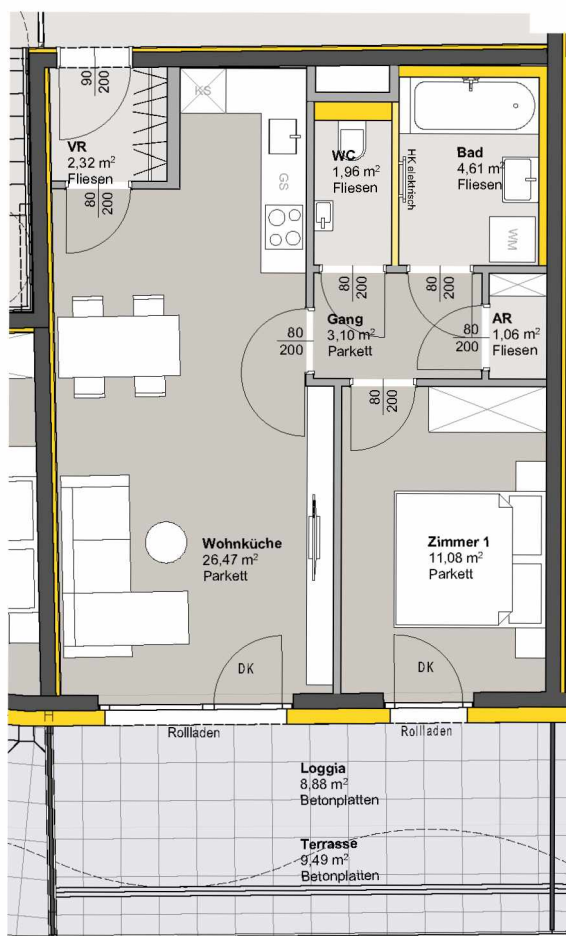 90
200
KS
VR
2,32 m²
Fliesen
80
200
GS
WC
1,96 m²
Fliesen
HK elektrisch
Bad
4,61 m²
Fliesen
WM
80
200
80
200
Gang
3,10 m²
Parkett
80
200
80
200
AR
1,06 m²
Fliesen
80
200
Wohnküche
26,47 m²
Parkett
Zimmer 1
11,08 m²
Parkett
DK
DK
Rollladen
Rollladen
Loggia
8,88 m²
Betonplatten
Terrasse
9,49 m²
Betonplatten